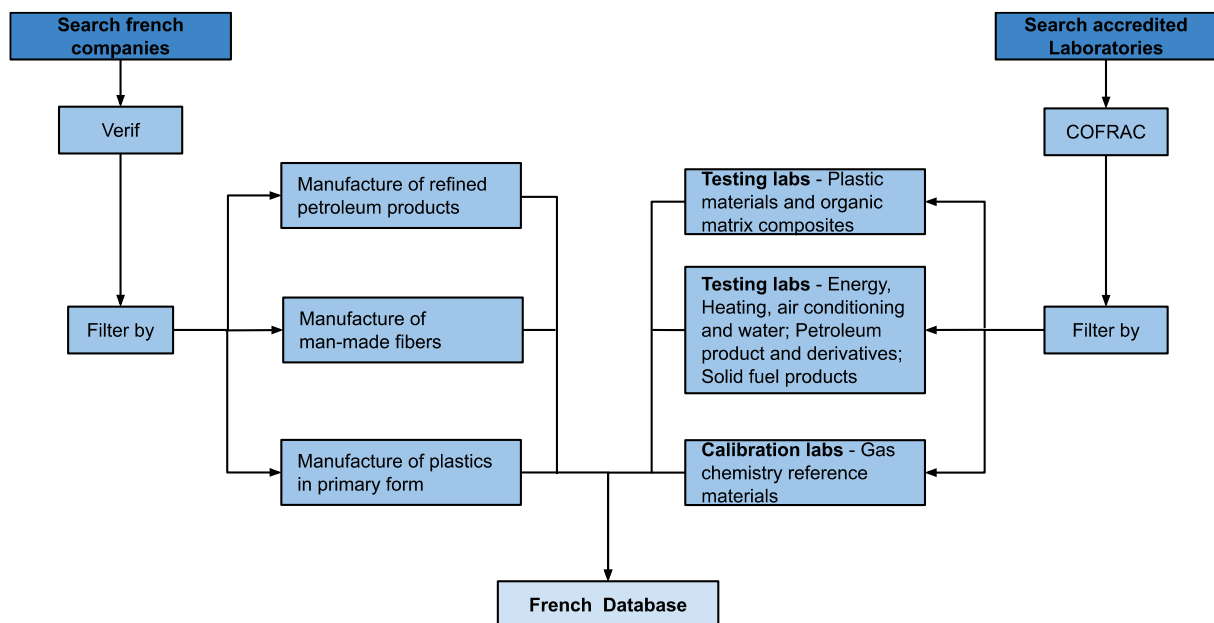 Search french
companies
Search accredited
Laboratories
Verif
COFRAC
Manufacture of refined
petroleum products
Testing labs - Plastic
materials and organic
matrix composites
Filter by
Manufacture of
man-made fibers
Testing labs - Energy,
Heating, air conditioning
and water; Petroleum
product and derivatives;
Solid fuel products
Filter by
Manufacture of plastics
in primary form
Calibration labs - Gas
chemistry reference
materials
French Database